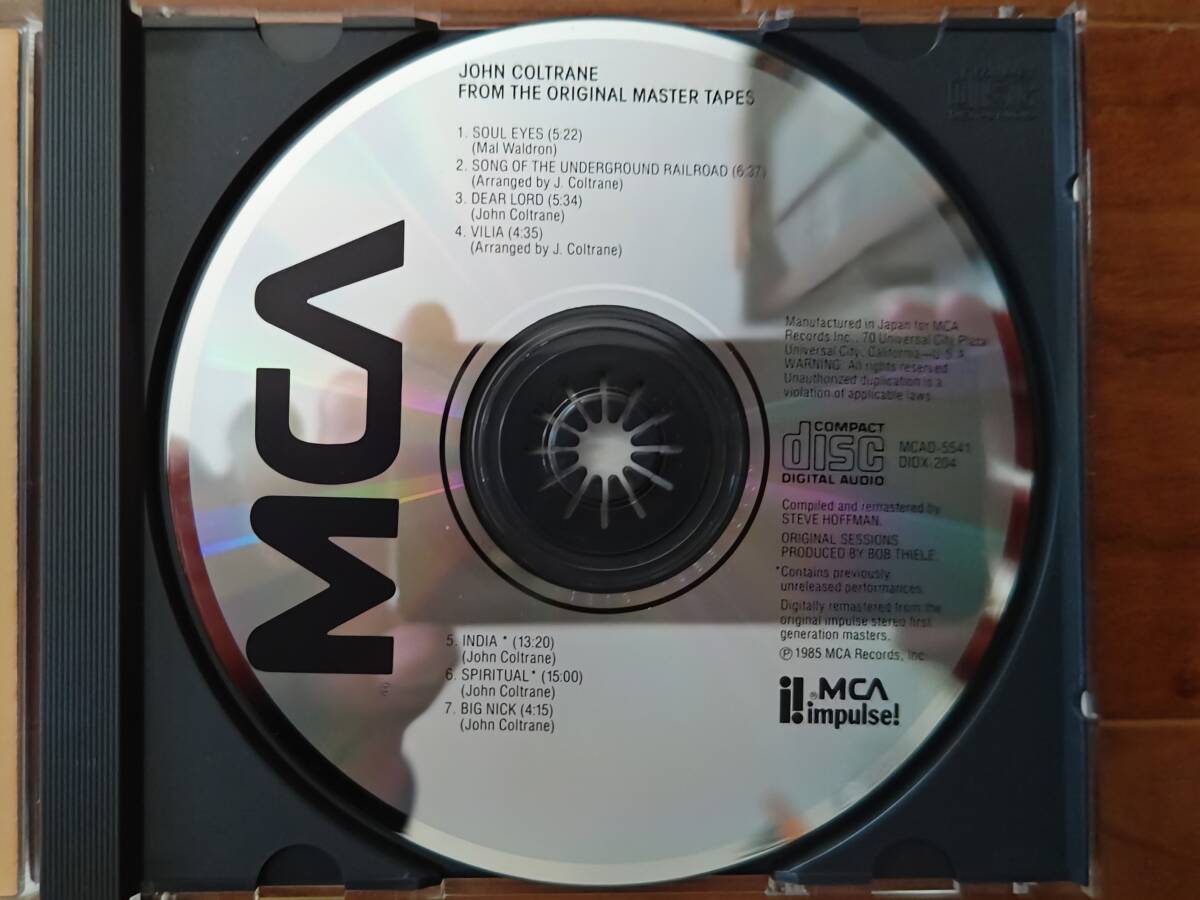 JOHN COLTRANE
FROM THE ORIGINAL MASTER TAPES
1. SOUL EYES (5:22)
(Mal Waldron)
2. SONG OF THE UNDERGROUND RAILROAD (6:37)
(Arranged by J. Coltrane)
3. DEAR LORD (5:34)
(John Coltrane)
4. VILIA (4:35)
(Arranged by J. Coltrane)
MCA
Manufactured in Japan for MCA
Records Inc., 70 Universal City Plaza
Universal City, California—U.S.A.
WARNING: All rights reserved
Unauthorized duplication is a
violation of applicable laws.
COMPACT
disc
DIGITAL AUDIO
MCAD-5541
DIDX-204
Compiled and remastered by
STEVE HOFFMAN.
ORIGINAL SESSIONS
PRODUCED BY BOB THIELE.
*Contains previously
unreleased performances.
Digitally remastered from the
original impulse stereo first
generation masters.
℗ 1985 MCA Records, Inc.
5. INDIA * (13:20)
(John Coltrane)
6. SPIRITUAL * (15:00)
(John Coltrane)
7. BIG NICK (4:15)
(John Coltrane)
i! ®MCA
impulse!